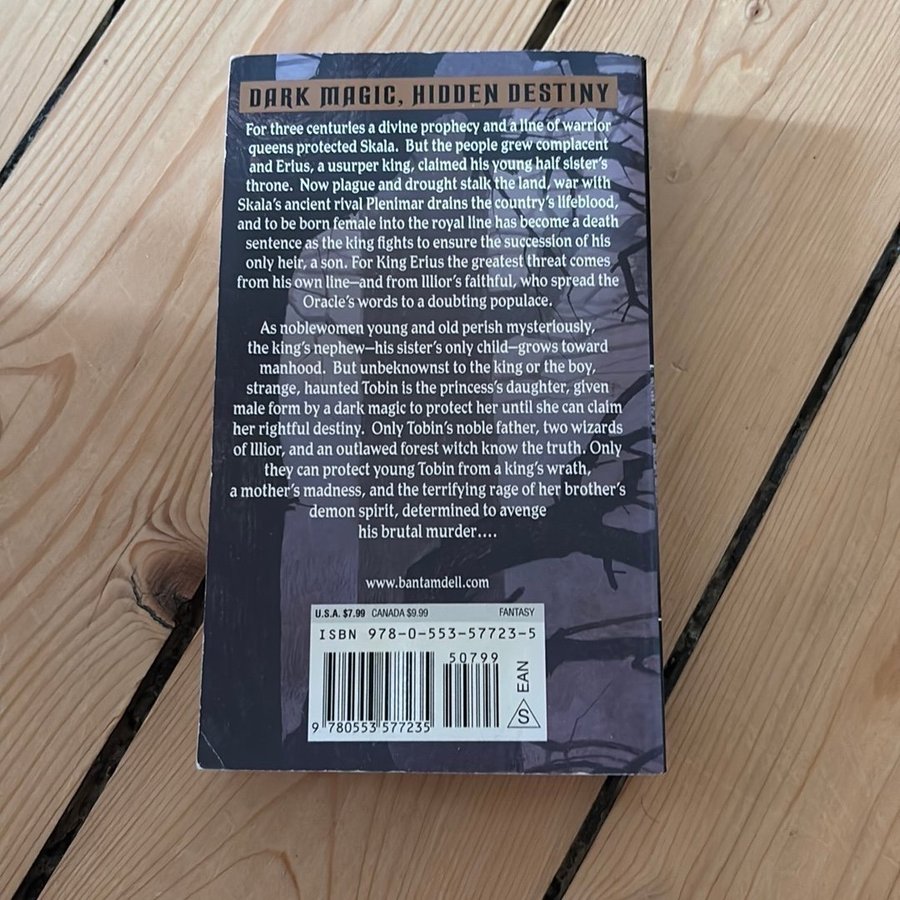 DARK MAGIC, HIDDEN DESTINY
For three centuries a divine prophecy and a line of warrior
queens protected Skala. But the people grew complacent
and Erius, a usurper king, claimed his young half sister's
throne. Now plague and drought stalk the land, war with
Skala's ancient rival Plenimar drains the country's lifeblood,
and to be born female into the royal line has become a death
sentence as the king fights to ensure the succession of his
only heir, a son. For King Erius the greatest threat comes
from his own line—and from Illior's faithful, who spread the
Oracle's words to a doubting populace.
As noblewomen young and old perish mysteriously,
the king's nephew—his sister's only child—grows toward
manhood. But unbeknownst to the king or the boy,
strange, haunted Tobin is the princess's daughter, given
male form by a dark magic to protect her until she can claim
her rightful destiny. Only Tobin's noble father, two wizards
of Illior, and an outlawed forest witch know the truth. Only
they can protect young Tobin from a king's wrath,
a mother's madness, and the terrifying rage of her brother's
demon spirit, determined to avenge
his brutal murder....
www.bantamdell.com
U.S.A. $7.99 CANADA $9.99 FANTASY
ISBN 978-0-553-57723-5
50799
EAN
S
9 780553 577235